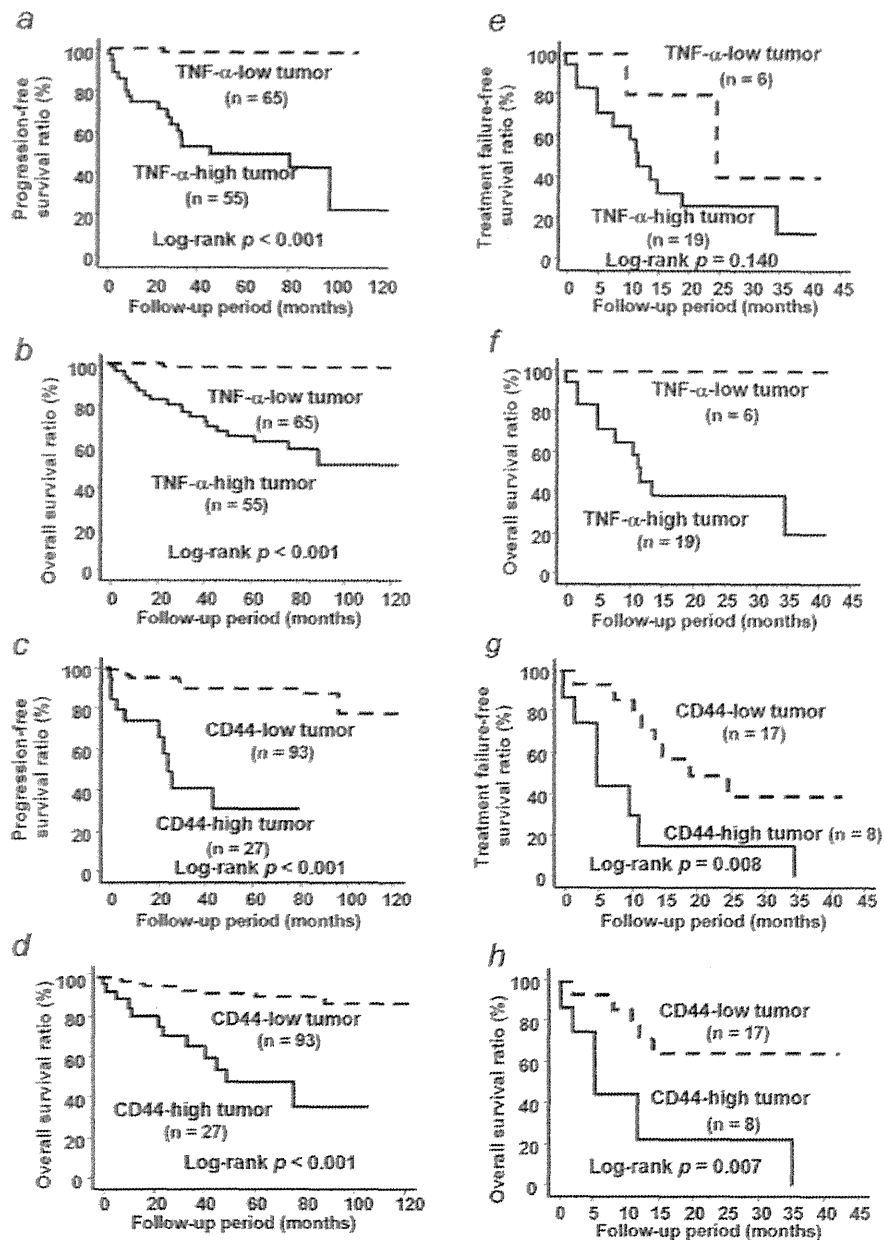 a
Progression-free
survival ratio (%)
100
80
60
40
20
0
TNF-α-low tumor
(n = 65)
TNF-α-high tumor
(n = 55)
Log-rank p < 0.001
0 20 40 60 80 100 120
Follow-up period (months)
b
Overall survival ratio (%)
100
80
60
40
20
0
TNF-α-low tumor
(n = 65)
TNF-α-high tumor
(n = 55)
Log-rank p < 0.001
0 20 40 60 80 100 120
Follow-up period (months)
c
Progression-free
survival ratio (%)
100
80
60
40
20
0
CD44-low tumor
(n = 93)
CD44-high tumor
(n = 27)
Log-rank p < 0.001
0 20 40 60 80 100 120
Follow-up period (months)
d
Overall survival ratio (%)
100
80
60
40
20
0
CD44-low tumor
(n = 93)
CD44-high tumor
(n = 27)
Log-rank p < 0.001
0 20 40 60 80 100 120
Follow-up period (months)
e
Treatment failure-free
survival ratio (%)
100
80
60
40
20
0
TNF-α-low tumor
(n = 6)
TNF-α-high tumor
(n = 19)
Log-rank p = 0.140
0 5 10 15 20 25 30 35 40 45
Follow-up period (months)
f
Overall survival ratio (%)
100
80
60
40
20
0
TNF-α-low tumor
(n = 6)
TNF-α-high tumor
(n = 19)
0 5 10 15 20 25 30 35 40 45
Follow-up period (months)
g
Treatment failure-free
survival ratio (%)
100
80
60
40
20
0
CD44-low tumor
(n = 17)
CD44-high tumor (n = 8)
Log-rank p = 0.008
0 5 10 15 20 25 30 35 40 45
Follow-up period (months)
h
Overall survival ratio (%)
100
80
60
40
20
0
CD44-low tumor
(n = 17)
CD44-high tumor
(n = 8)
Log-rank p = 0.007
0 5 10 15 20 25 30 35 40 45
Follow-up period (months)